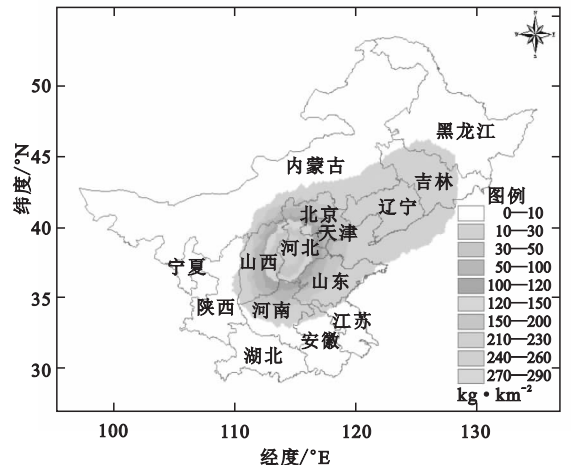 50
45
40
35
30
纬度/°N
黑龙江
内蒙古
吉林
辽宁
北京
天津
河北
山西
宁夏
山东
陕西
河南
江苏
安徽
湖北
图例
0—10
10—30
30—50
50—100
100—120
120—150
150—200
210—230
240—260
270—290
kg·km⁻²
100
110
120
130
经度/°E